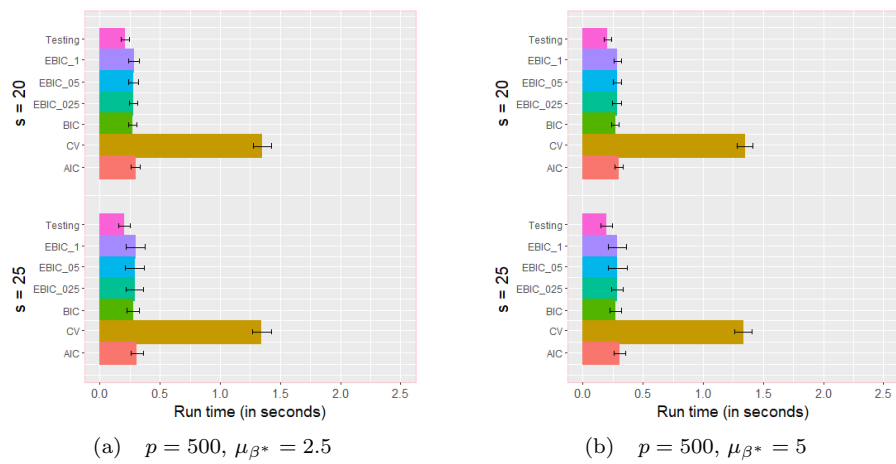 s = 20
Testing
EBIC_1
EBIC_05
EBIC_025
BIC
CV
AIC
s = 25
Testing
EBIC_1
EBIC_05
EBIC_025
BIC
CV
AIC
0.0 0.5 1.0 1.5 2.0 2.5
Run time (in seconds)
(a) p = 500, μβ* = 2.5
s = 20
Testing
EBIC_1
EBIC_05
EBIC_025
BIC
CV
AIC
s = 25
Testing
EBIC_1
EBIC_05
EBIC_025
BIC
CV
AIC
0.0 0.5 1.0 1.5 2.0 2.5
Run time (in seconds)
(b) p = 500, μβ* = 5